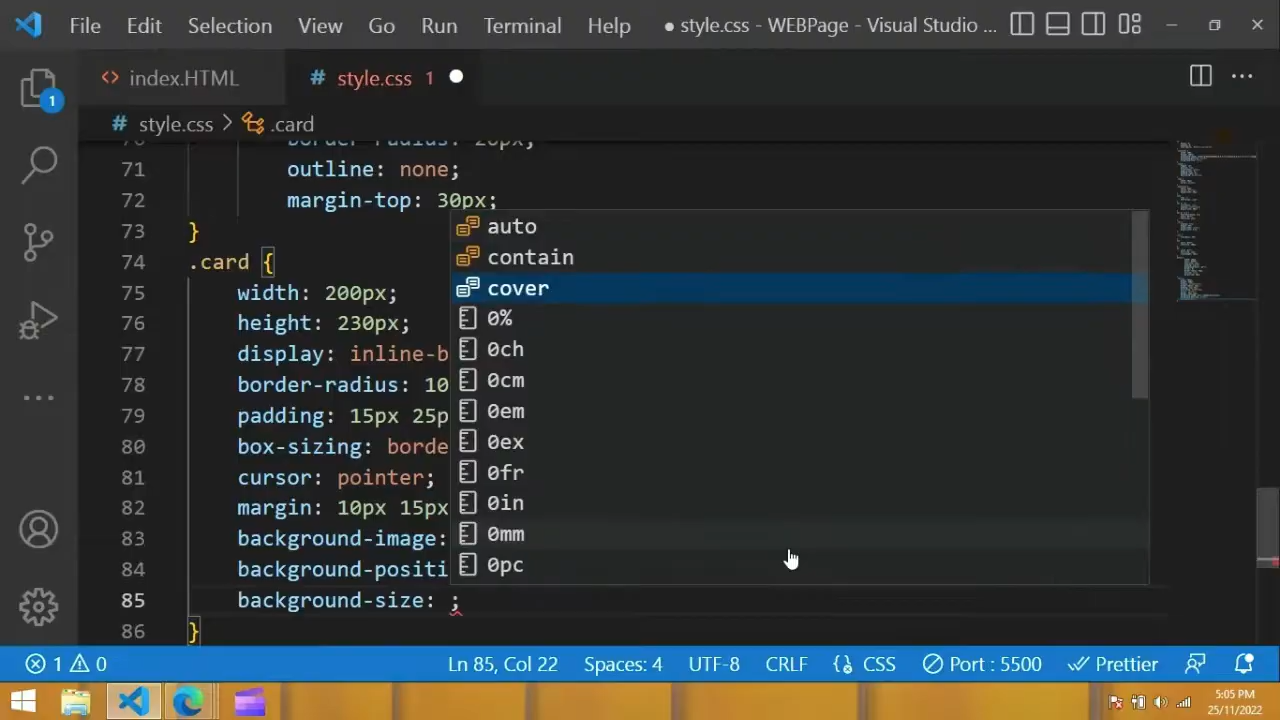 File Edit Selection View Go Run Terminal Help ● style.css - WEBPage - Visual Studio ...
index.HTML # style.css 1
1
# style.css > .card
70 border-radius: 20px;
71 outline: none;
72 margin-top: 30px;
73 }
74 .card {
75 width: 200px;
76 height: 230px;
77 display: inline-b
78 border-radius: 10
79 padding: 15px 25p
80 box-sizing: borde
81 cursor: pointer;
82 margin: 10px 15px
83 background-image:
84 background-positi
85 background-size: ;
86 }
auto
contain
cover
0%
0ch
0cm
0em
0ex
0fr
0in
0mm
0pc
1 0 Ln 85, Col 22 Spaces: 4 UTF-8 CRLF {} CSS Port : 5500 Prettier
5:05 PM
25/11/2022